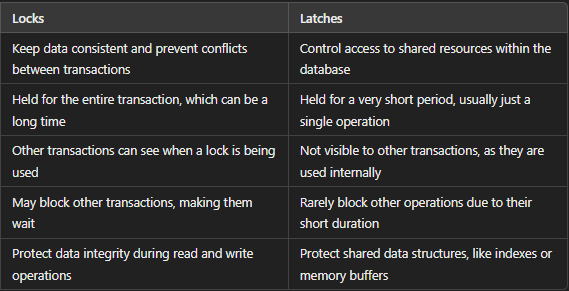 Locks
Latches
Keep data consistent and prevent conflicts
between transactions
Control access to shared resources within the
database
Held for the entire transaction, which can be a
long time
Held for a very short period, usually just a
single operation
Other transactions can see when a lock is being
used
Not visible to other transactions, as they are
used internally
May block other transactions, making them
wait
Rarely block other operations due to their
short duration
Protect data integrity during read and write
operations
Protect shared data structures, like indexes or
memory buffers